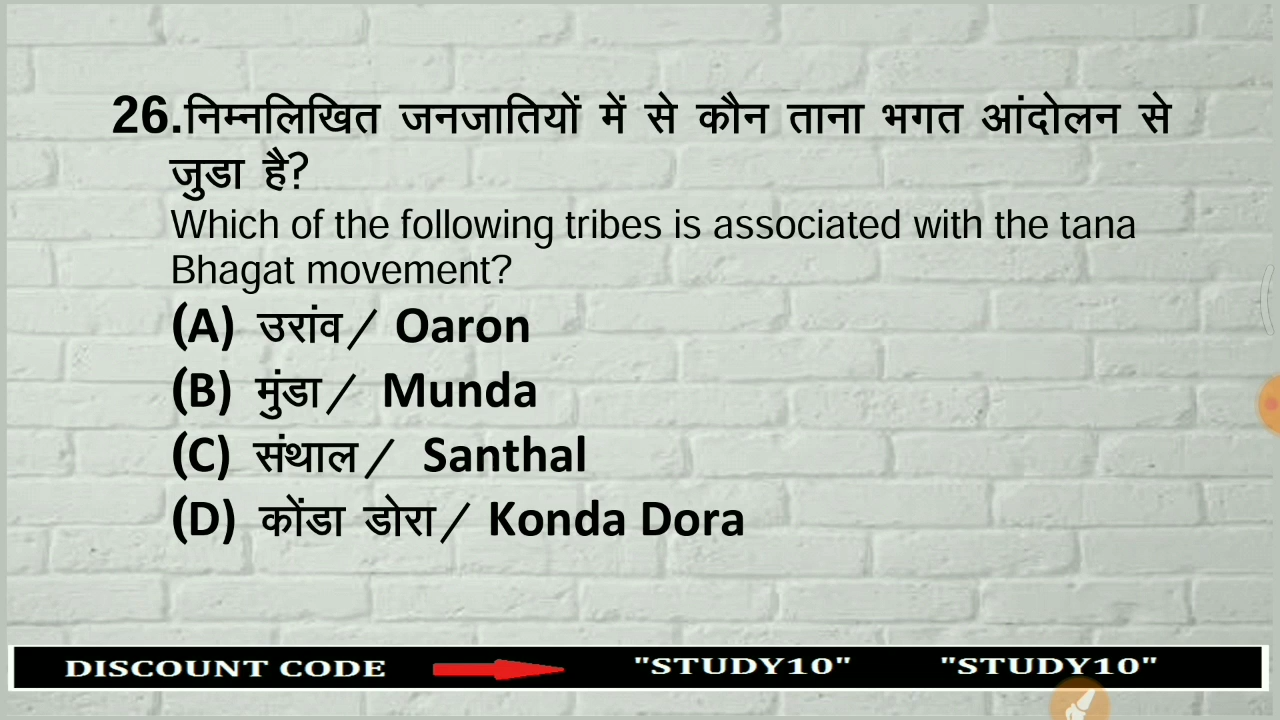 26.निम्नलिखित जनजातियों में से कौन ताना भगत आंदोलन से
जुडा है?
Which of the following tribes is associated with the tana
Bhagat movement?
(A) उरांव/ Oaron
(B) मुंडा/ Munda
(C) संथाल/ Santhal
(D) कोंडा डोरा/ Konda Dora
DISCOUNT CODE "STUDY10" "STUDY10"